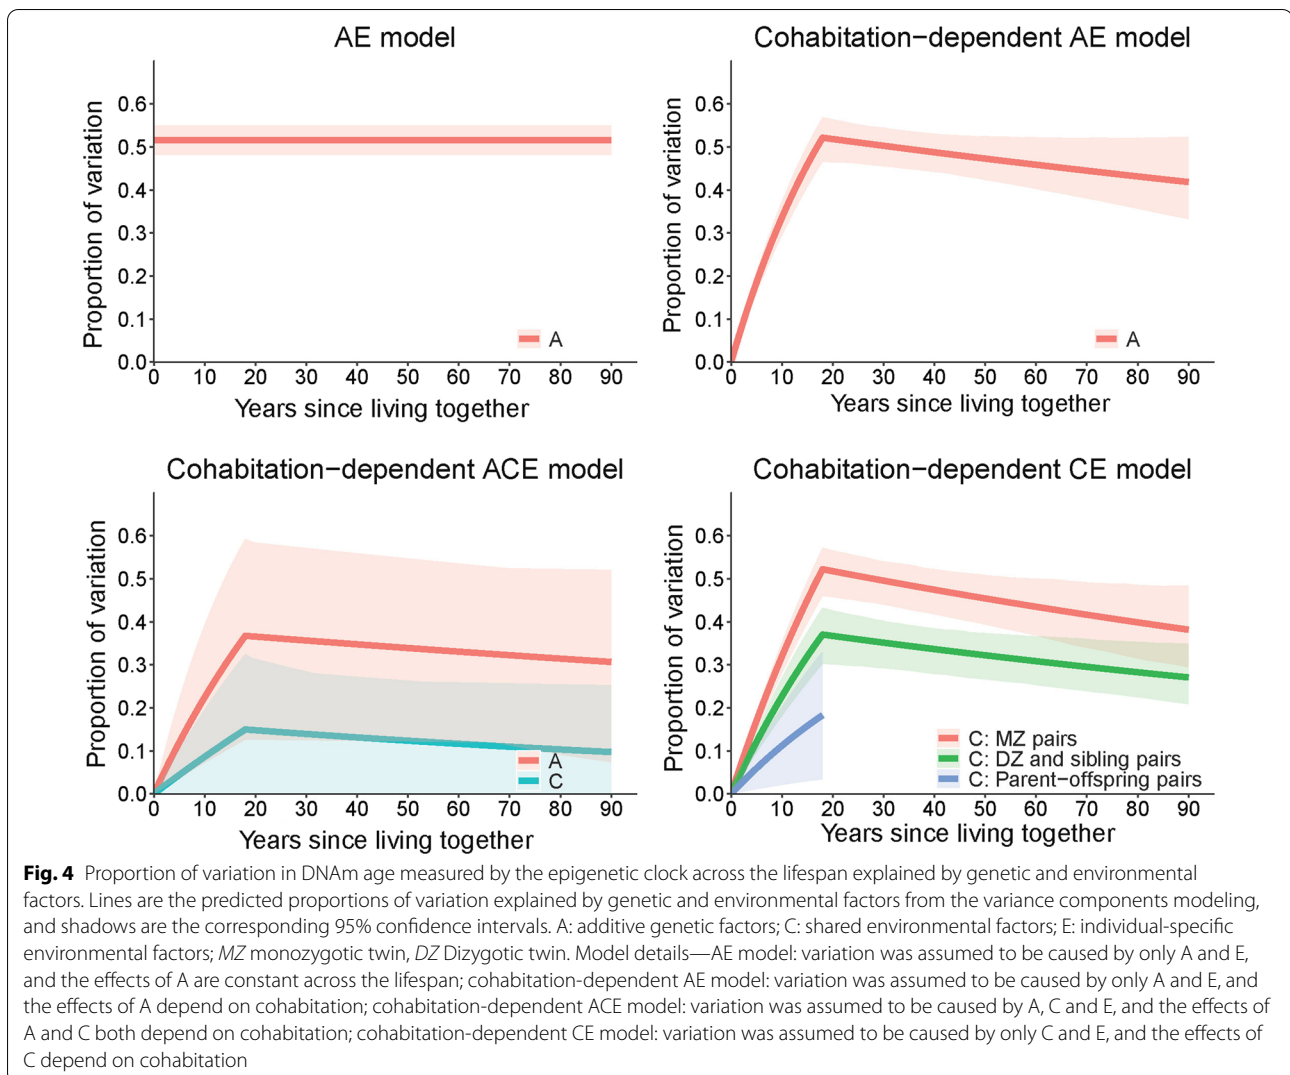 AE model
Proportion of variation
0.6
0.5
0.4
0.3
0.2
0.1
0.0
A
0 10 20 30 40 50 60 70 80 90
Years since living together
Cohabitation−dependent AE model
Proportion of variation
0.6
0.5
0.4
0.3
0.2
0.1
0.0
A
0 10 20 30 40 50 60 70 80 90
Years since living together
Cohabitation−dependent ACE model
Proportion of variation
0.6
0.5
0.4
0.3
0.2
0.1
0.0
A
C
0 10 20 30 40 50 60 70 80 90
Years since living together
Cohabitation−dependent CE model
Proportion of variation
0.6
0.5
0.4
0.3
0.2
0.1
0.0
C: MZ pairs
C: DZ and sibling pairs
C: Parent−offspring pairs
0 10 20 30 40 50 60 70 80 90
Years since living together
Fig. 4 Proportion of variation in DNAm age measured by the epigenetic clock across the lifespan explained by genetic and environmental
factors. Lines are the predicted proportions of variation explained by genetic and environmental factors from the variance components modeling,
and shadows are the corresponding 95% confidence intervals. A: additive genetic factors; C: shared environmental factors; E: individual-specific
environmental factors; MZ monozygotic twin, DZ Dizygotic twin. Model details—AE model: variation was assumed to be caused by only A and E,
and the effects of A are constant across the lifespan; cohabitation-dependent AE model: variation was assumed to be caused by only A and E, and
the effects of A depend on cohabitation; cohabitation-dependent ACE model: variation was assumed to be caused by A, C and E, and the effects of
A and C both depend on cohabitation; cohabitation-dependent CE model: variation was assumed to be caused by only C and E, and the effects of
C depend on cohabitation